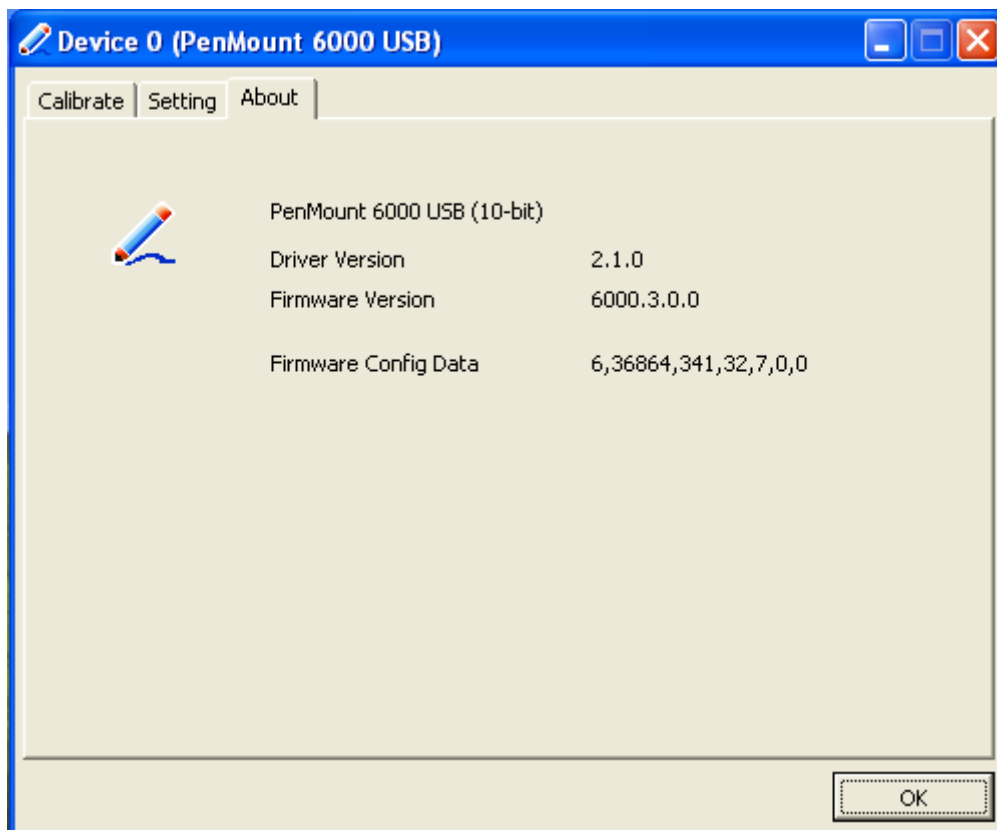 Device 0 (PenMount 6000 USB)
Calibrate Setting About
PenMount 6000 USB (10-bit)
Driver Version 2.1.0
Firmware Version 6000.3.0.0
Firmware Config Data 6,36864,341,32,7,0,0
OK